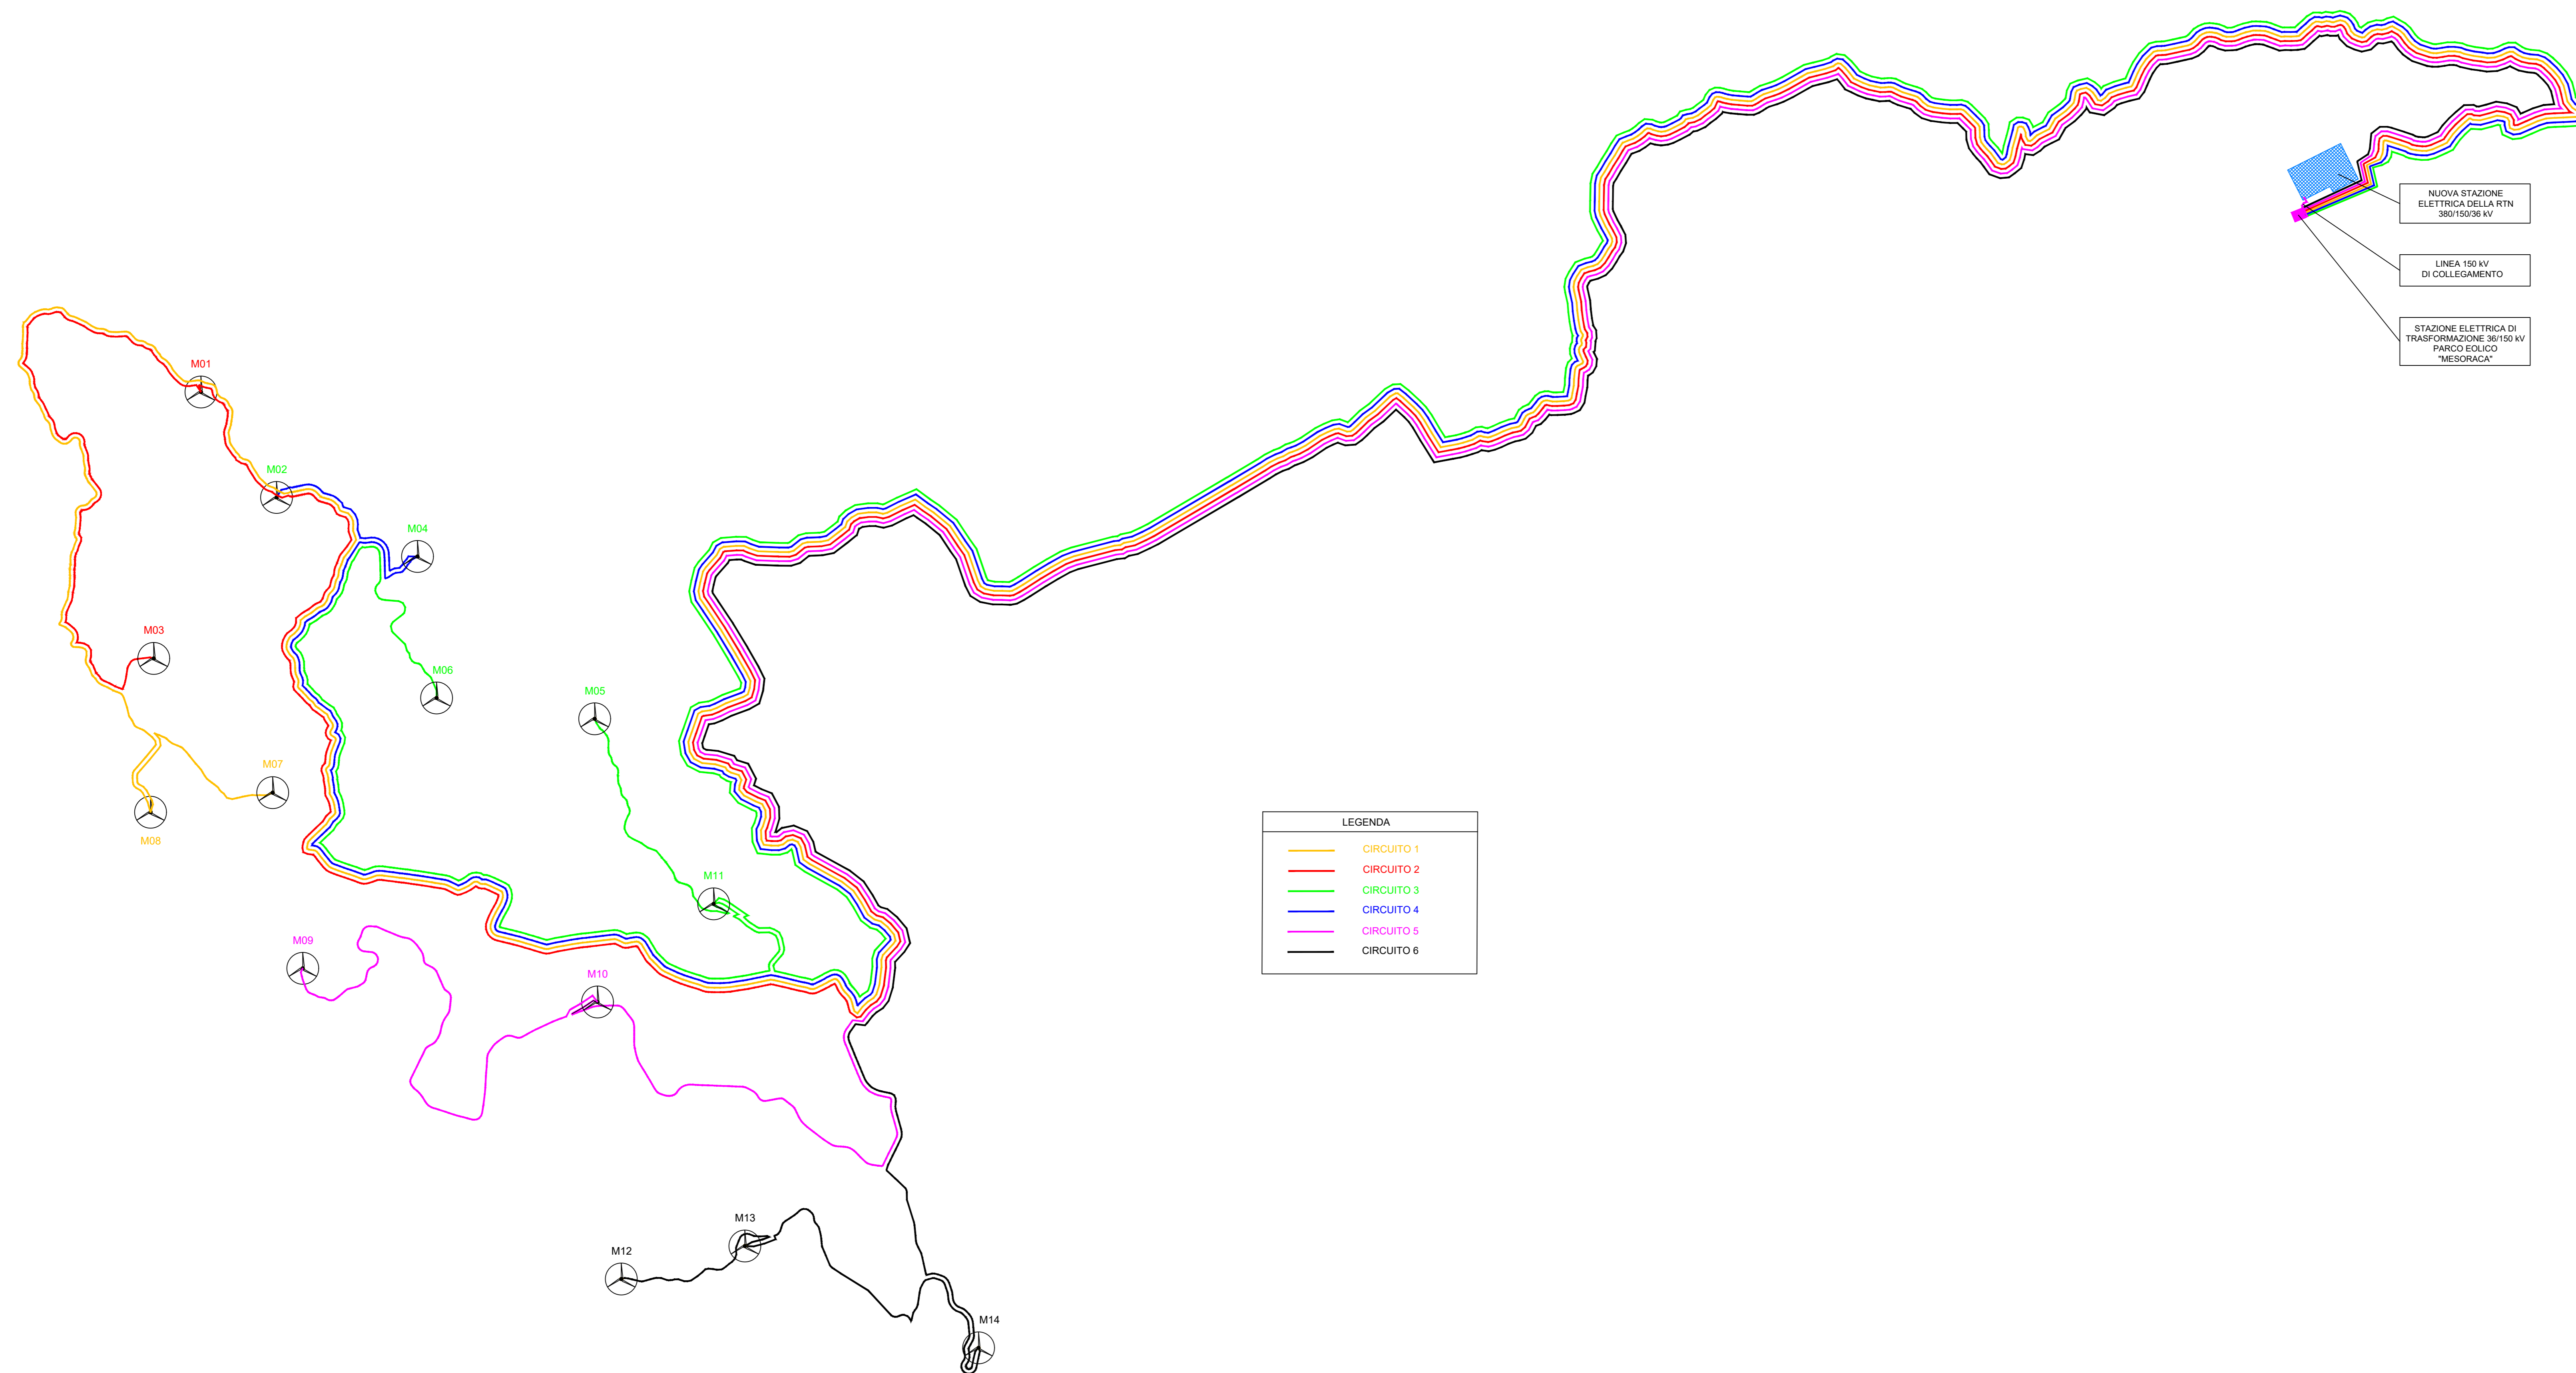 NUOVA STAZIONE
ELETTRICA DELLA RTN
380/150/36 kV
LINEA 150 kV
DI COLLEGAMENTO
STAZIONE ELETTRICA DI
TRASFORMAZIONE 36/150 kV
PARCO EOLICO
"MESORACA"
M01
M02
M04
M03
M06
M05
M07
M08
M11
M09
M10
M13
M12
M14
LEGENDA
CIRCUITO 1
CIRCUITO 2
CIRCUITO 3
CIRCUITO 4
CIRCUITO 5
CIRCUITO 6